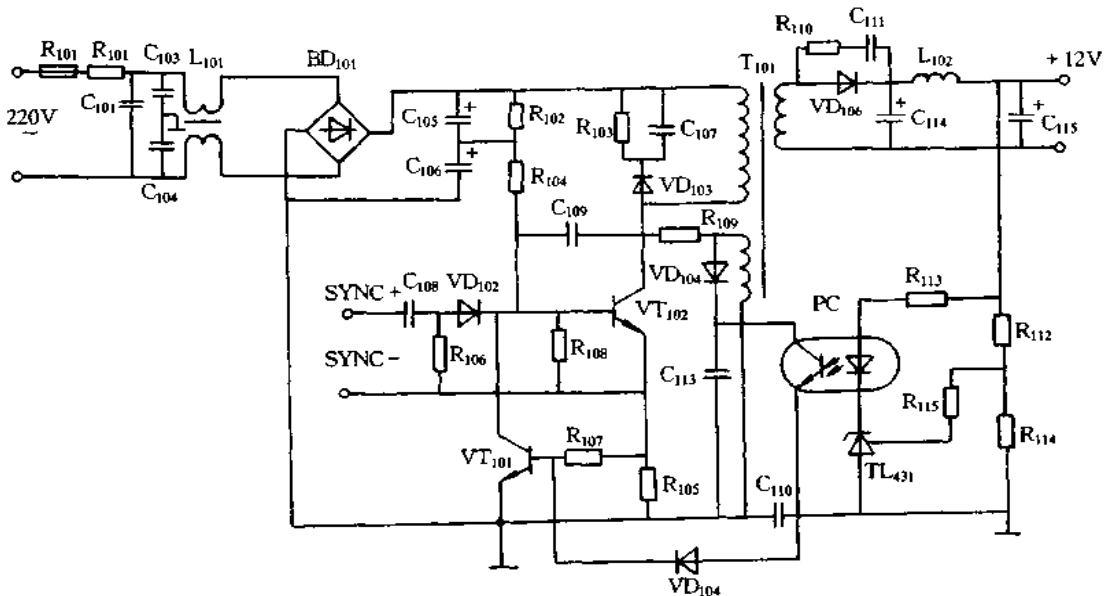 R110
C111
R101
R101
C103
L101
BD101
T101
L102
+12V
C101
C105
R102
R103
C107
VD106
C114
C115
220V
~
C106
R104
VD103
C104
C109
R109
SYNC+
C108
VD102
VD104
PC
R113
VT102
R112
SYNC−
R106
R108
C113
R115
R107
R114
VT101
R105
C110
TL431
VD104
+
+
+
+